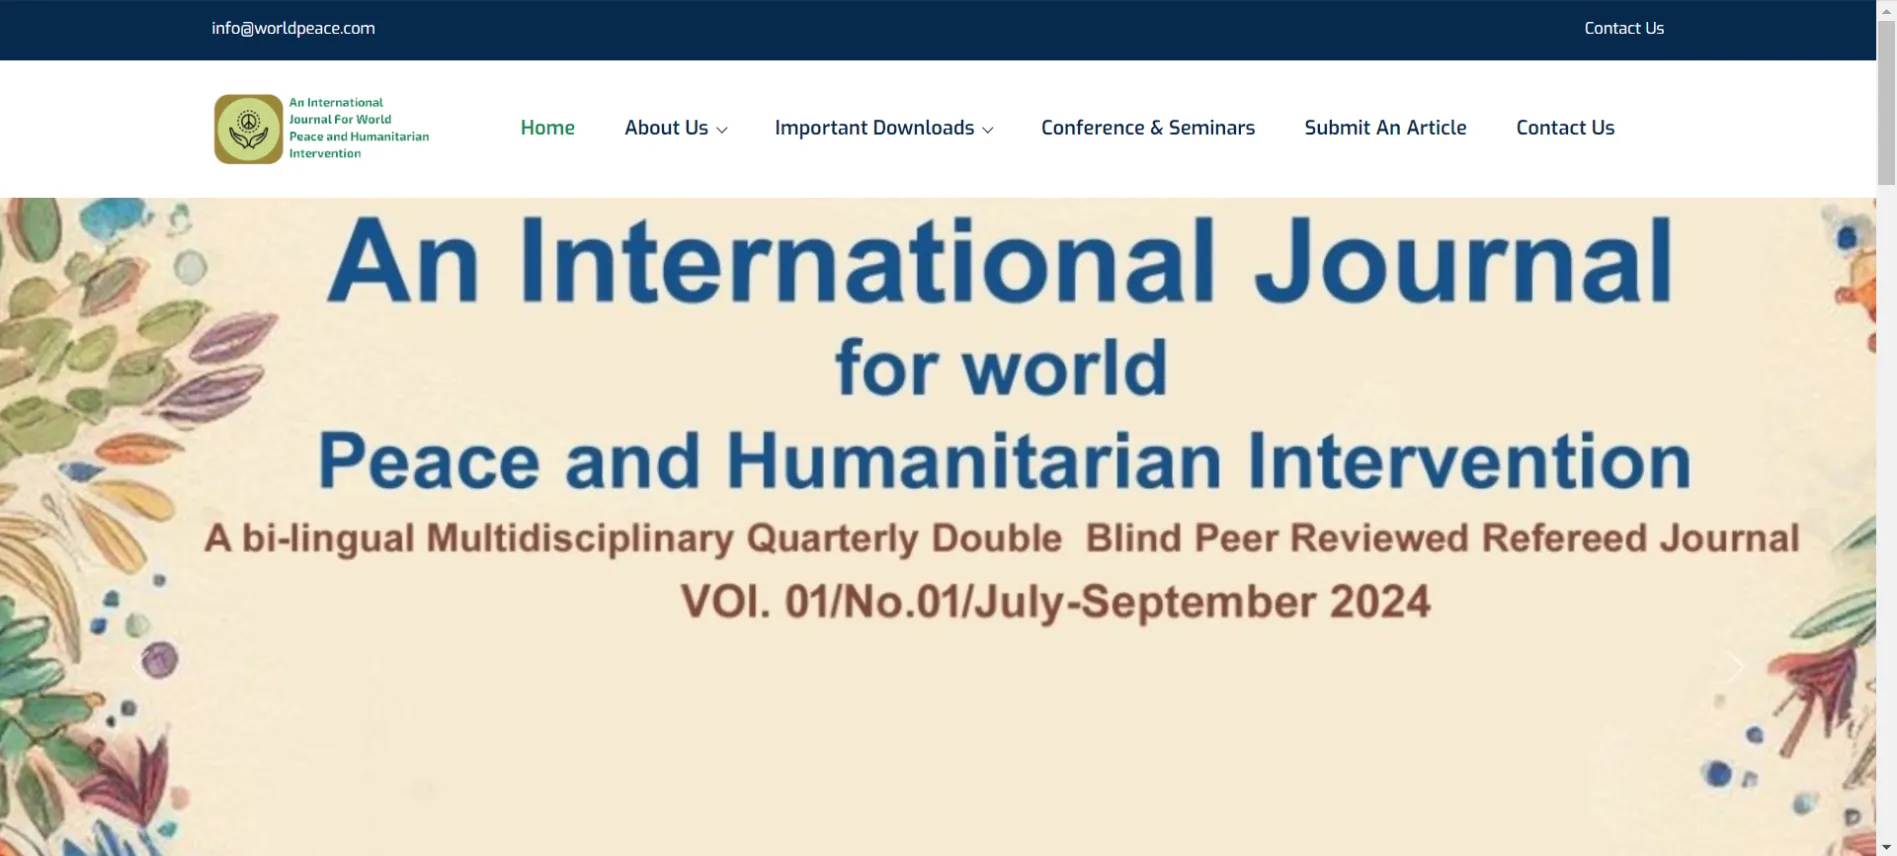 info@worldpeace.com
Contact Us
An International
Journal For World
Peace and Humanitarian
Intervention
Home
About Us
Important Downloads
Conference & Seminars
Submit An Article
Contact Us
An International Journal
for world
Peace and Humanitarian Intervention
A bi-lingual Multidisciplinary Quarterly Double Blind Peer Reviewed Refereed Journal
VOl. 01/No.01/July-September 2024